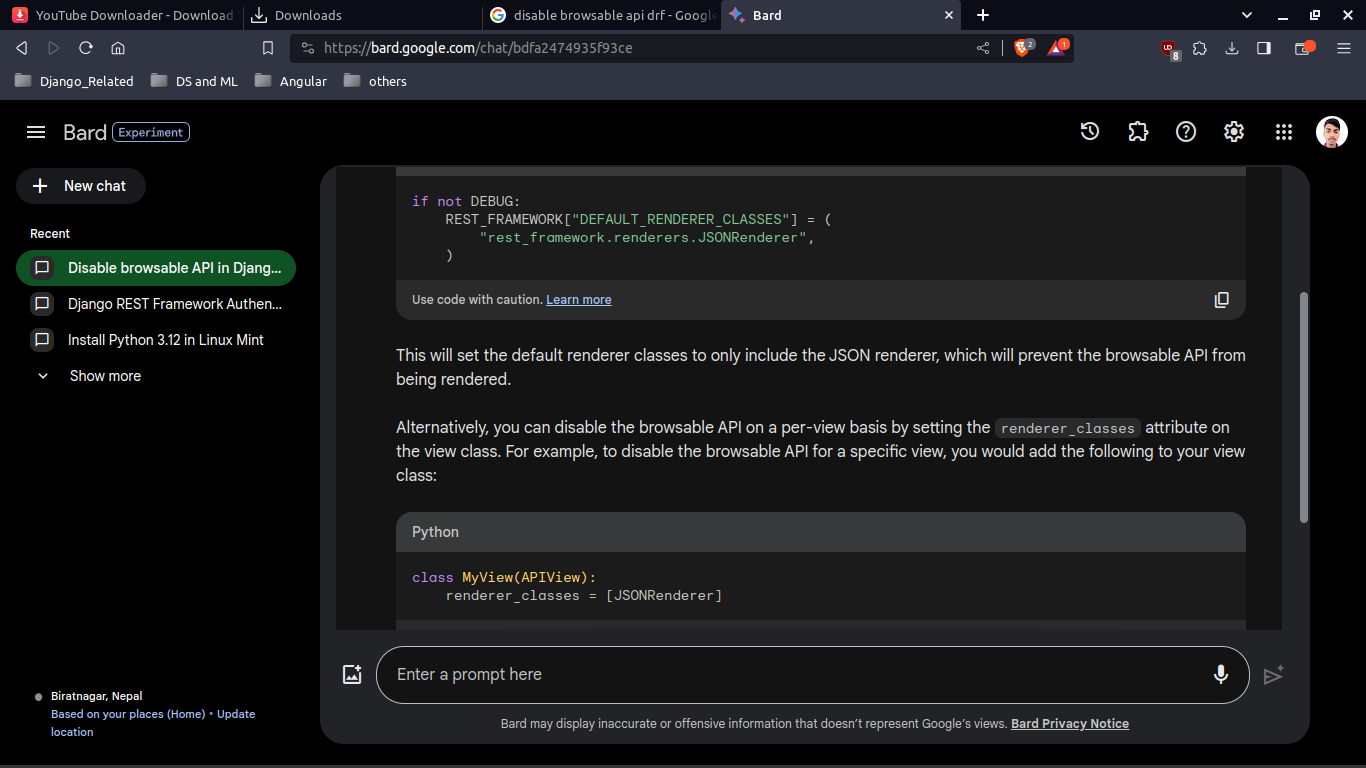 YouTube Downloader - Download
Downloads
disable browsable api drf - Google
Bard
https://bard.google.com/chat/bdfa2474935f93ce
2
1
UD
8
Django_Related
DS and ML
Angular
others
Bard Experiment
New chat
Recent
Disable browsable API in Djang...
Django REST Framework Authen...
Install Python 3.12 in Linux Mint
Show more
Biratnagar, Nepal
Based on your places (Home) • Update
location
if not DEBUG:
    REST_FRAMEWORK["DEFAULT_RENDERER_CLASSES"] = (
        "rest_framework.renderers.JSONRenderer",
    )
Use code with caution. Learn more
This will set the default renderer classes to only include the JSON renderer, which will prevent the browsable API from
being rendered.
Alternatively, you can disable the browsable API on a per-view basis by setting the renderer_classes attribute on
the view class. For example, to disable the browsable API for a specific view, you would add the following to your view
class:
Python
class MyView(APIView):
    renderer_classes = [JSONRenderer]
Enter a prompt here
Bard may display inaccurate or offensive information that doesn't represent Google's views. Bard Privacy Notice